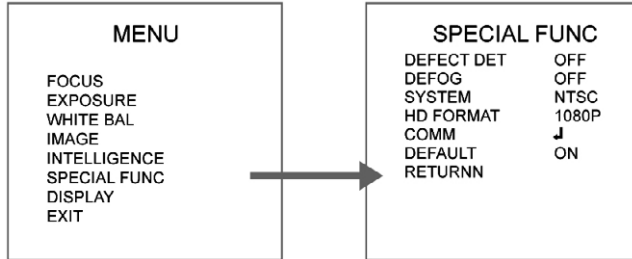 MENU
FOCUS
EXPOSURE
WHITE BAL
IMAGE
INTELLIGENCE
SPECIAL FUNC
DISPLAY
EXIT
SPECIAL FUNC
DEFECT DET OFF
DEFOG OFF
SYSTEM NTSC
HD FORMAT 1080P
COMM ↲
DEFAULT ON
RETURNN